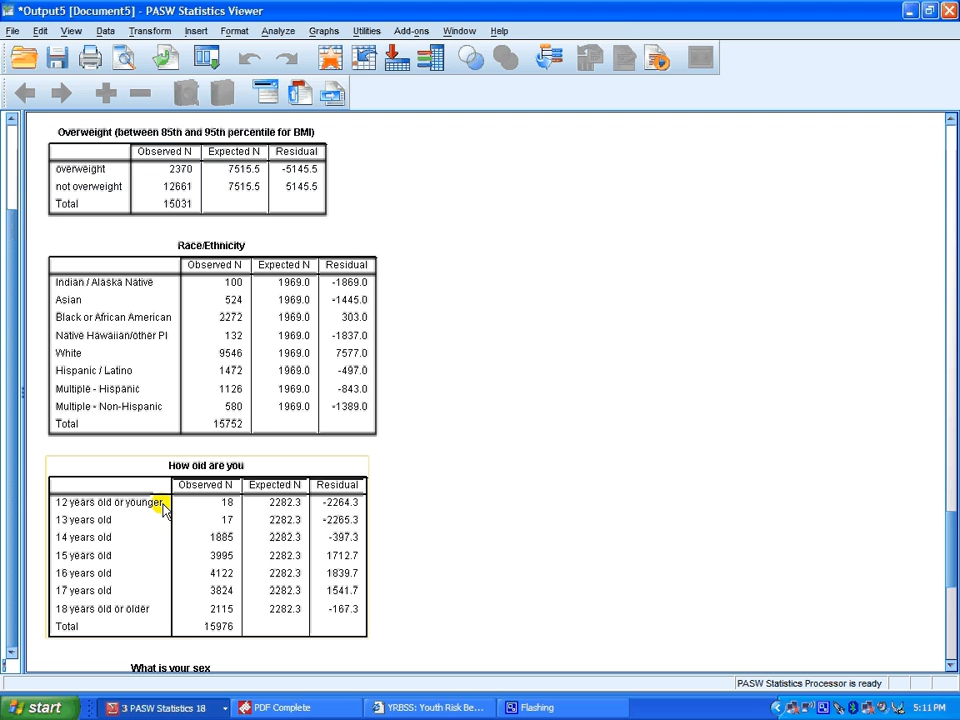 *Output5 [Document5] - PASW Statistics Viewer
File Edit View Data Transform Insert Format Analyze Graphs Utilities Add-ons Window Help
Overweight (between 85th and 95th percentile for BMI)
Observed N Expected N Residual
overweight 2370 7515.5 -5145.5
not overweight 12661 7515.5 5145.5
Total 15031
Race/Ethnicity
Observed N Expected N Residual
Indian / Alaska Native 100 1969.0 -1869.0
Asian 524 1969.0 -1445.0
Black or African American 2272 1969.0 303.0
Native Hawaiian/other PI 132 1969.0 -1837.0
White 9546 1969.0 7577.0
Hispanic / Latino 1472 1969.0 -497.0
Multiple - Hispanic 1126 1969.0 -843.0
Multiple - Non-Hispanic 580 1969.0 -1389.0
Total 15752
How old are you
Observed N Expected N Residual
12 years old or younger 18 2282.3 -2264.3
13 years old 17 2282.3 -2265.3
14 years old 1885 2282.3 -397.3
15 years old 3995 2282.3 1712.7
16 years old 4122 2282.3 1839.7
17 years old 3824 2282.3 1541.7
18 years old or older 2115 2282.3 -167.3
Total 15976
What is your sex
PASW Statistics Processor is ready
start 3 PASW Statistics 18 PDF Complete YRBSS: Youth Risk Be... Flashing 5:11 PM